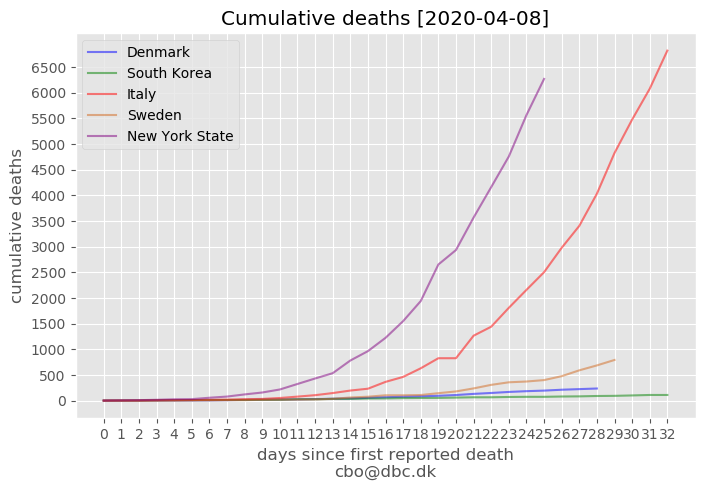 Cumulative deaths [2020-04-08]
Denmark
South Korea
Italy
Sweden
New York State
cumulative deaths
6500
6000
5500
5000
4500
4000
3500
3000
2500
2000
1500
1000
500
0
0 1 2 3 4 5 6 7 8 9 10 11 12 13 14 15 16 17 18 19 20 21 22 23 24 25 26 27 28 29 30 31 32
days since first reported death
cbo@dbc.dk